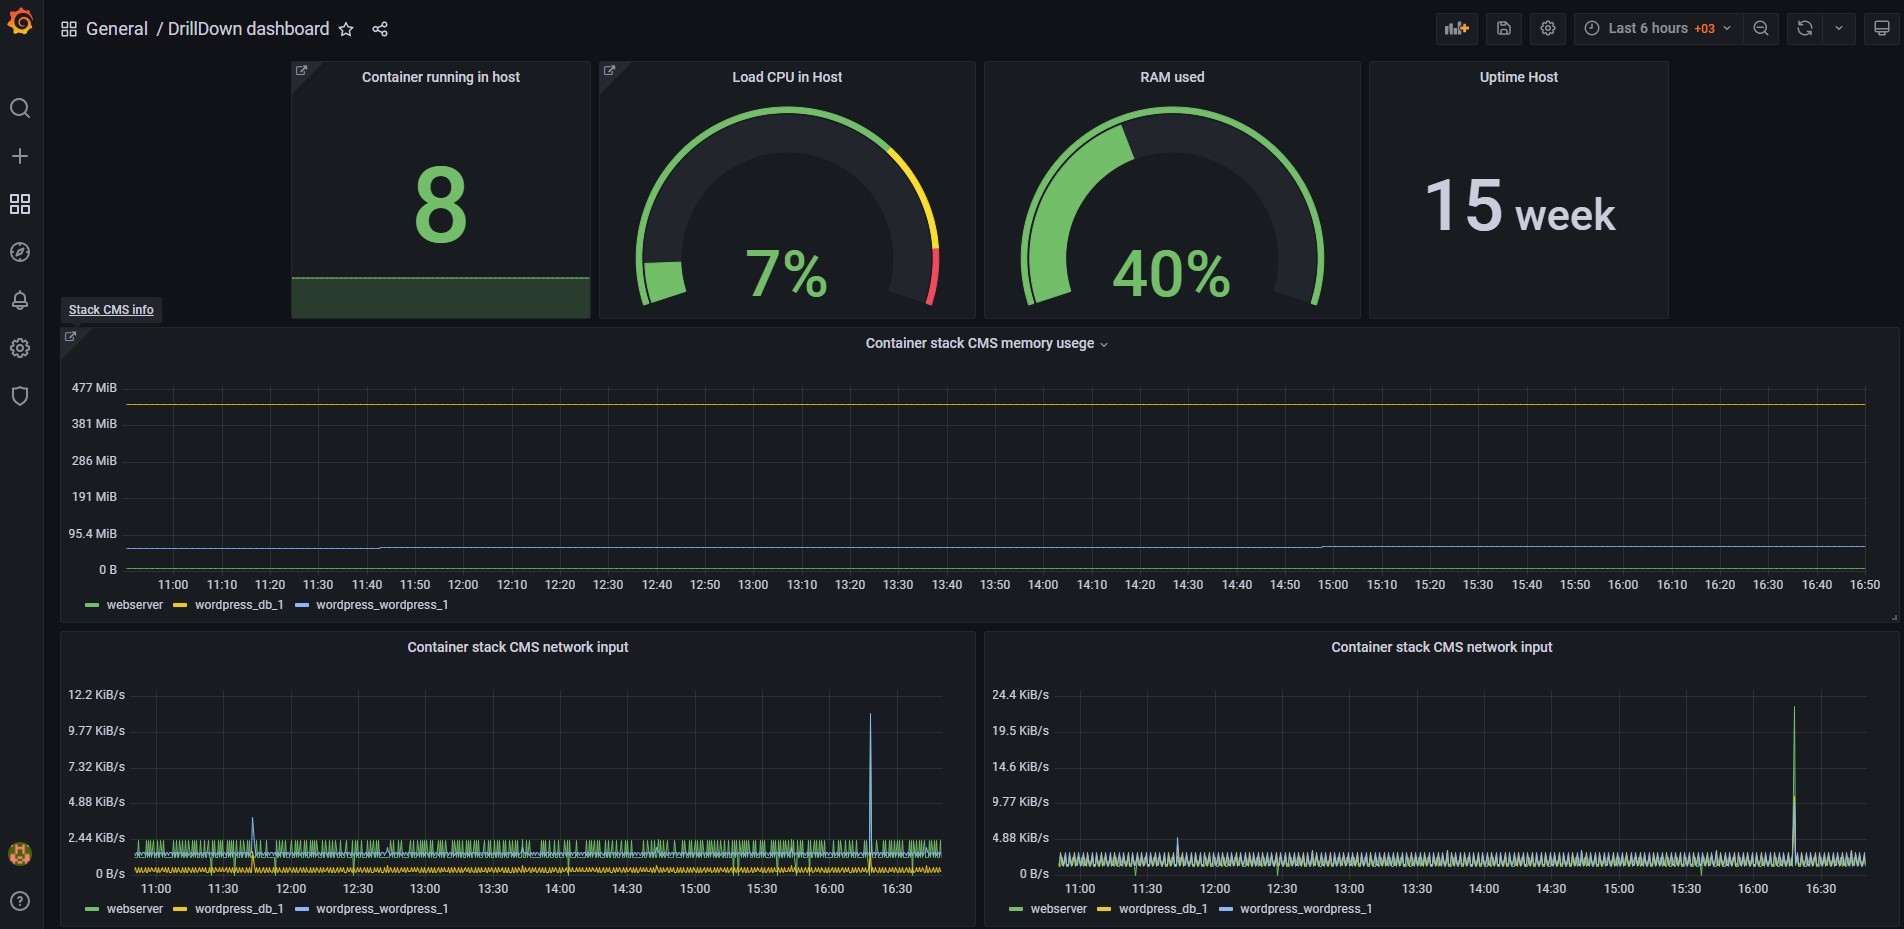 General / DrillDown dashboard
Last 6 hours +03
Container running in host
8
Load CPU in Host
7%
RAM used
40%
Uptime Host
15 week
Stack CMS info
Container stack CMS memory usege
477 MiB
381 MiB
286 MiB
191 MiB
95.4 MiB
0 B
11:00 11:10 11:20 11:30 11:40 11:50 12:00 12:10 12:20 12:30 12:40 12:50 13:00 13:10 13:20 13:30 13:40 13:50 14:00 14:10 14:20 14:30 14:40 14:50 15:00 15:10 15:20 15:30 15:40 15:50 16:00 16:10 16:20 16:30 16:40 16:50
webserver wordpress_db_1 wordpress_wordpress_1
Container stack CMS network input
12.2 KiB/s
9.77 KiB/s
7.32 KiB/s
4.88 KiB/s
2.44 KiB/s
0 B/s
11:00 11:30 12:00 12:30 13:00 13:30 14:00 14:30 15:00 15:30 16:00 16:30
webserver wordpress_db_1 wordpress_wordpress_1
Container stack CMS network input
24.4 KiB/s
19.5 KiB/s
14.6 KiB/s
9.77 KiB/s
4.88 KiB/s
0 B/s
11:00 11:30 12:00 12:30 13:00 13:30 14:00 14:30 15:00 15:30 16:00 16:30
webserver wordpress_db_1 wordpress_wordpress_1